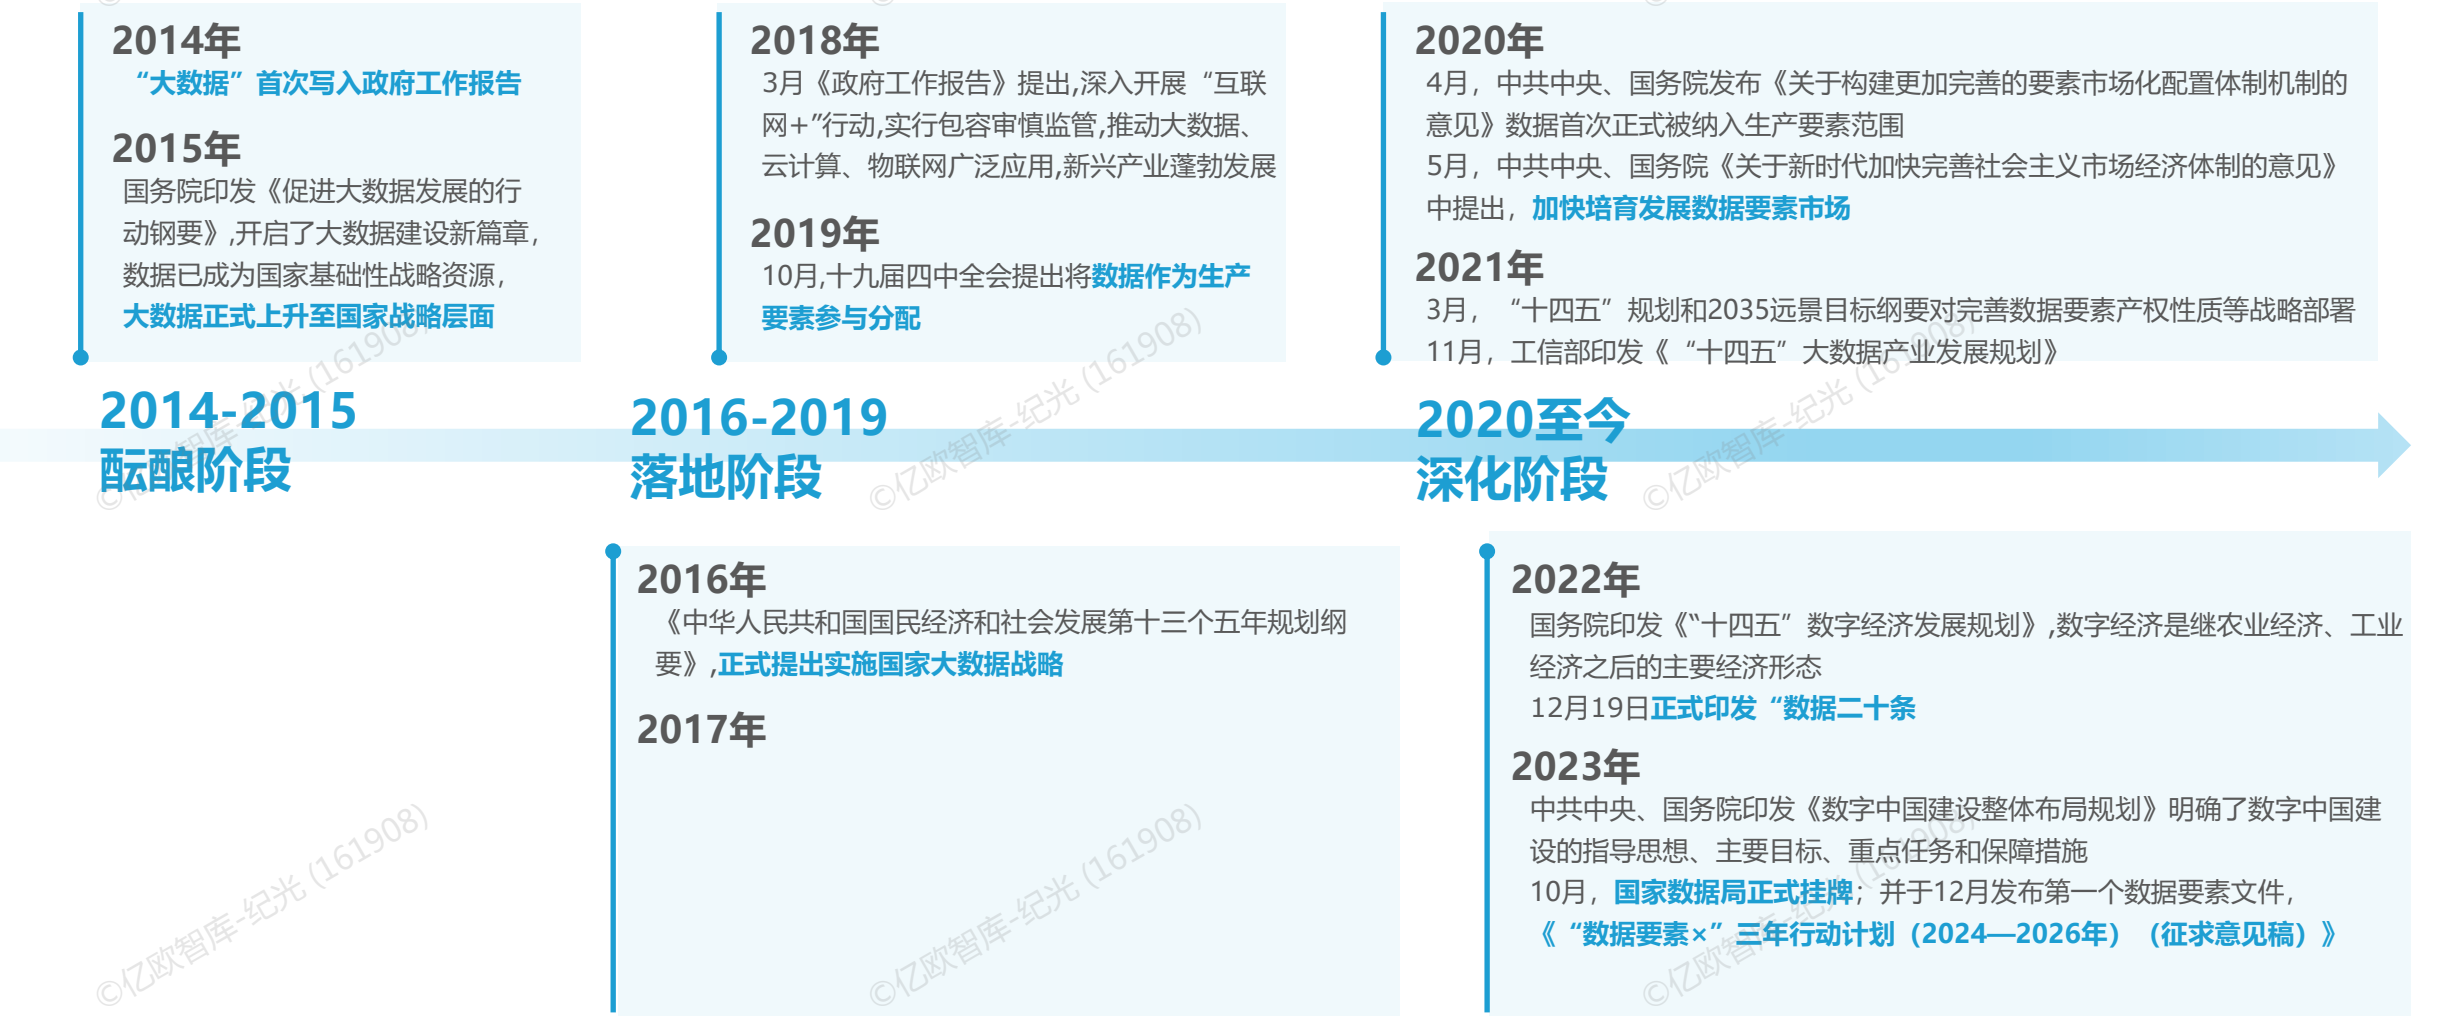 2014年
“大数据”首次写入政府工作报告
2015年
国务院印发《促进大数据发展的行
动钢要》,开启了大数据建设新篇章，
数据已成为国家基础性战略资源，
大数据正式上升至国家战略层面
2018年
3月《政府工作报告》提出,深入开展“互联
网+”行动,实行包容审慎监管,推动大数据、
云计算、物联网广泛应用,新兴产业蓬勃发展
2019年
10月,十九届四中全会提出将数据作为生产
要素参与分配
2020年
4月，中共中央、国务院发布《关于构建更加完善的要素市场化配置体制机制的
意见》数据首次正式被纳入生产要素范围
5月，中共中央、国务院《关于新时代加快完善社会主义市场经济体制的意见》
中提出，加快培育发展数据要素市场
2021年
3月，“十四五”规划和2035远景目标纲要对完善数据要素产权性质等战略部署
11月，工信部印发《“十四五”大数据产业发展规划》
2014-2015
酝酿阶段
2016-2019
落地阶段
2020至今
深化阶段
2016年
《中华人民共和国国民经济和社会发展第十三个五年规划纲
要》,正式提出实施国家大数据战略
2017年
2022年
国务院印发《“十四五”数字经济发展规划》,数字经济是继农业经济、工业
经济之后的主要经济形态
12月19日正式印发“数据二十条
2023年
中共中央、国务院印发《数字中国建设整体布局规划》明确了数字中国建
设的指导思想、主要目标、重点任务和保障措施
10月，国家数据局正式挂牌；并于12月发布第一个数据要素文件，
《“数据要素×”三年行动计划（2024—2026年）（征求意见稿）》
©亿欧智库-纪光 (161908)
©亿欧智库-纪光 (161908)
©亿欧智库-纪光 (161908)
©亿欧智库-纪光 (161908)
©亿欧智库-纪光 (161908)
©亿欧智库-纪光 (161908)